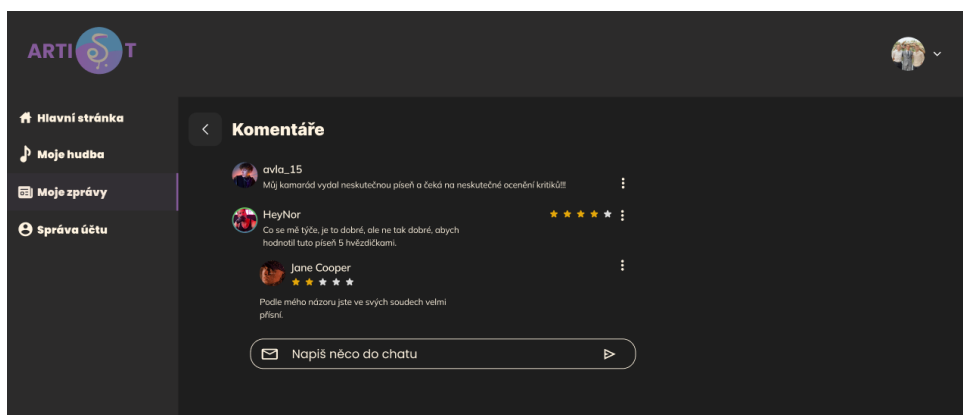 ARTIST
Hlavní stránka
Moje hudba
Moje zprávy
Správa účtu
Komentáře
avla_15
Můj kamarád vydal neskutečnou píseň a čeká na neskutečné ocenění kritiků!!!
HeyNor
Co se mě týče, je to dobré, ale ne tak dobré, abych
hodnotil tuto píseň 5 hvězdičkami.
Jane Cooper
Podle mého názoru jste ve svých soudech velmi
přísní.
Napiš něco do chatu